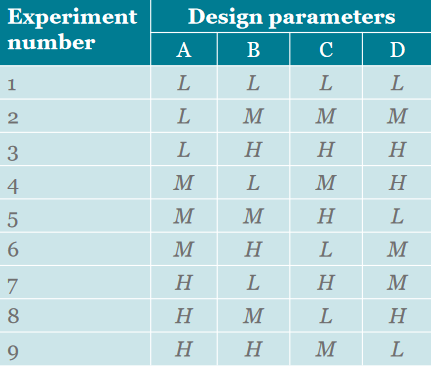 Experiment number Design parameters
A B C D
1 L L L L
2 L M M M
3 L H H H
4 M L M H
5 M M H L
6 M H L M
7 H L H M
8 H M L H
9 H H M L